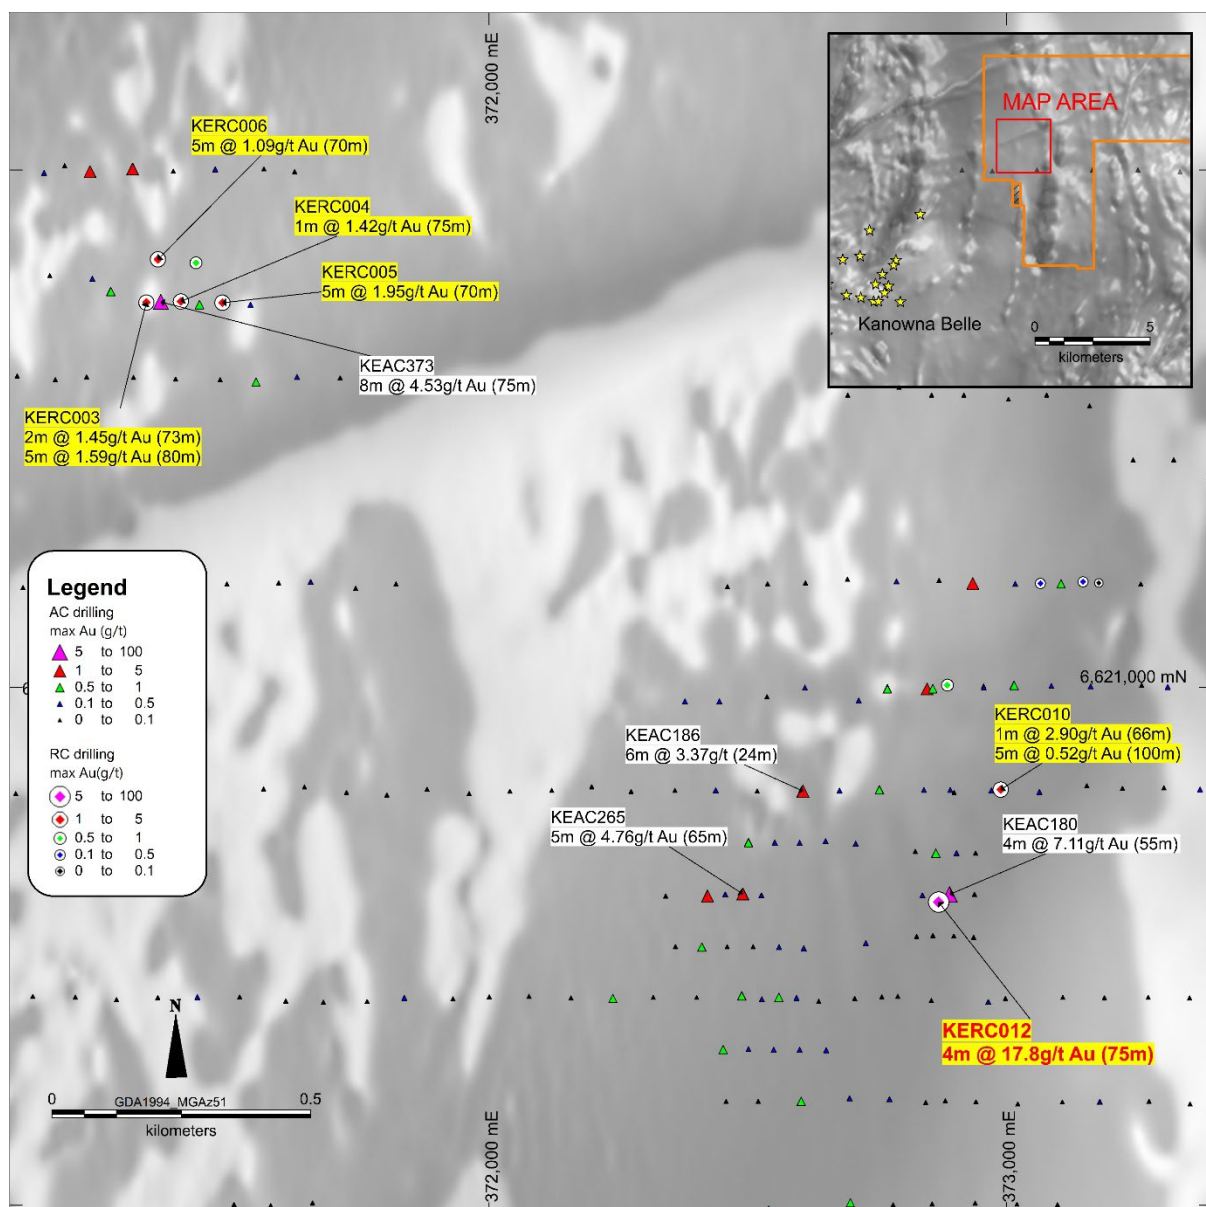 372,000 mE
MAP AREA
Kanowna Belle
0 5
kilometers
KERC006
5m @ 1.09g/t Au (70m)
KERC004
1m @ 1.42g/t Au (75m)
KERC005
5m @ 1.95g/t Au (70m)
KEAC373
8m @ 4.53g/t Au (75m)
KERC003
2m @ 1.45g/t Au (73m)
5m @ 1.59g/t Au (80m)
Legend
AC drilling
max Au (g/t)
5 to 100
1 to 5
0.5 to 1
0.1 to 0.5
0 to 0.1
RC drilling
max Au(g/t)
5 to 100
1 to 5
0.5 to 1
0.1 to 0.5
0 to 0.1
6,621,000 mN
KERC010
1m @ 2.90g/t Au (66m)
5m @ 0.52g/t Au (100m)
KEAC186
6m @ 3.37g/t (24m)
KEAC265
5m @ 4.76g/t Au (65m)
KEAC180
4m @ 7.11g/t Au (55m)
KERC012
4m @ 17.8g/t Au (75m)
N
0 0.5
GDA1994_MGAz51
kilometers
372,000 mE
373,000 mE